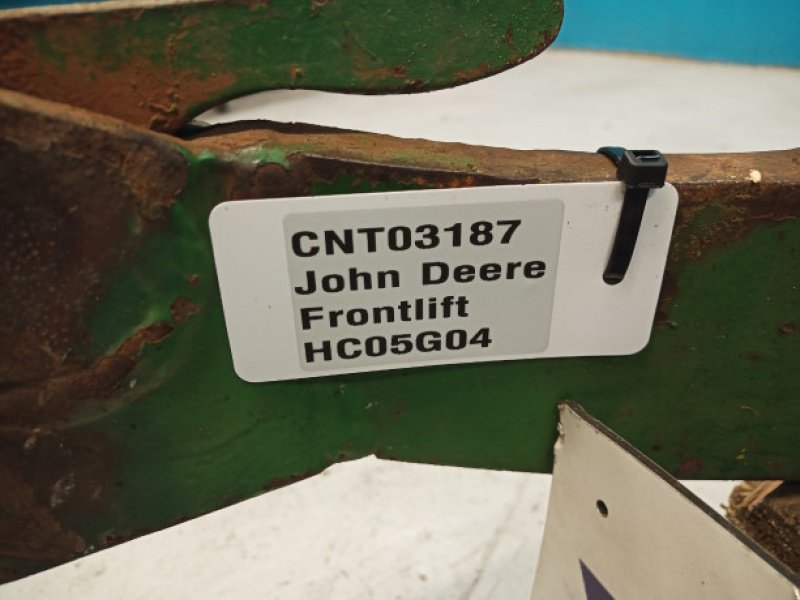 CNT03187
John Deere
Frontlift
HC05G04